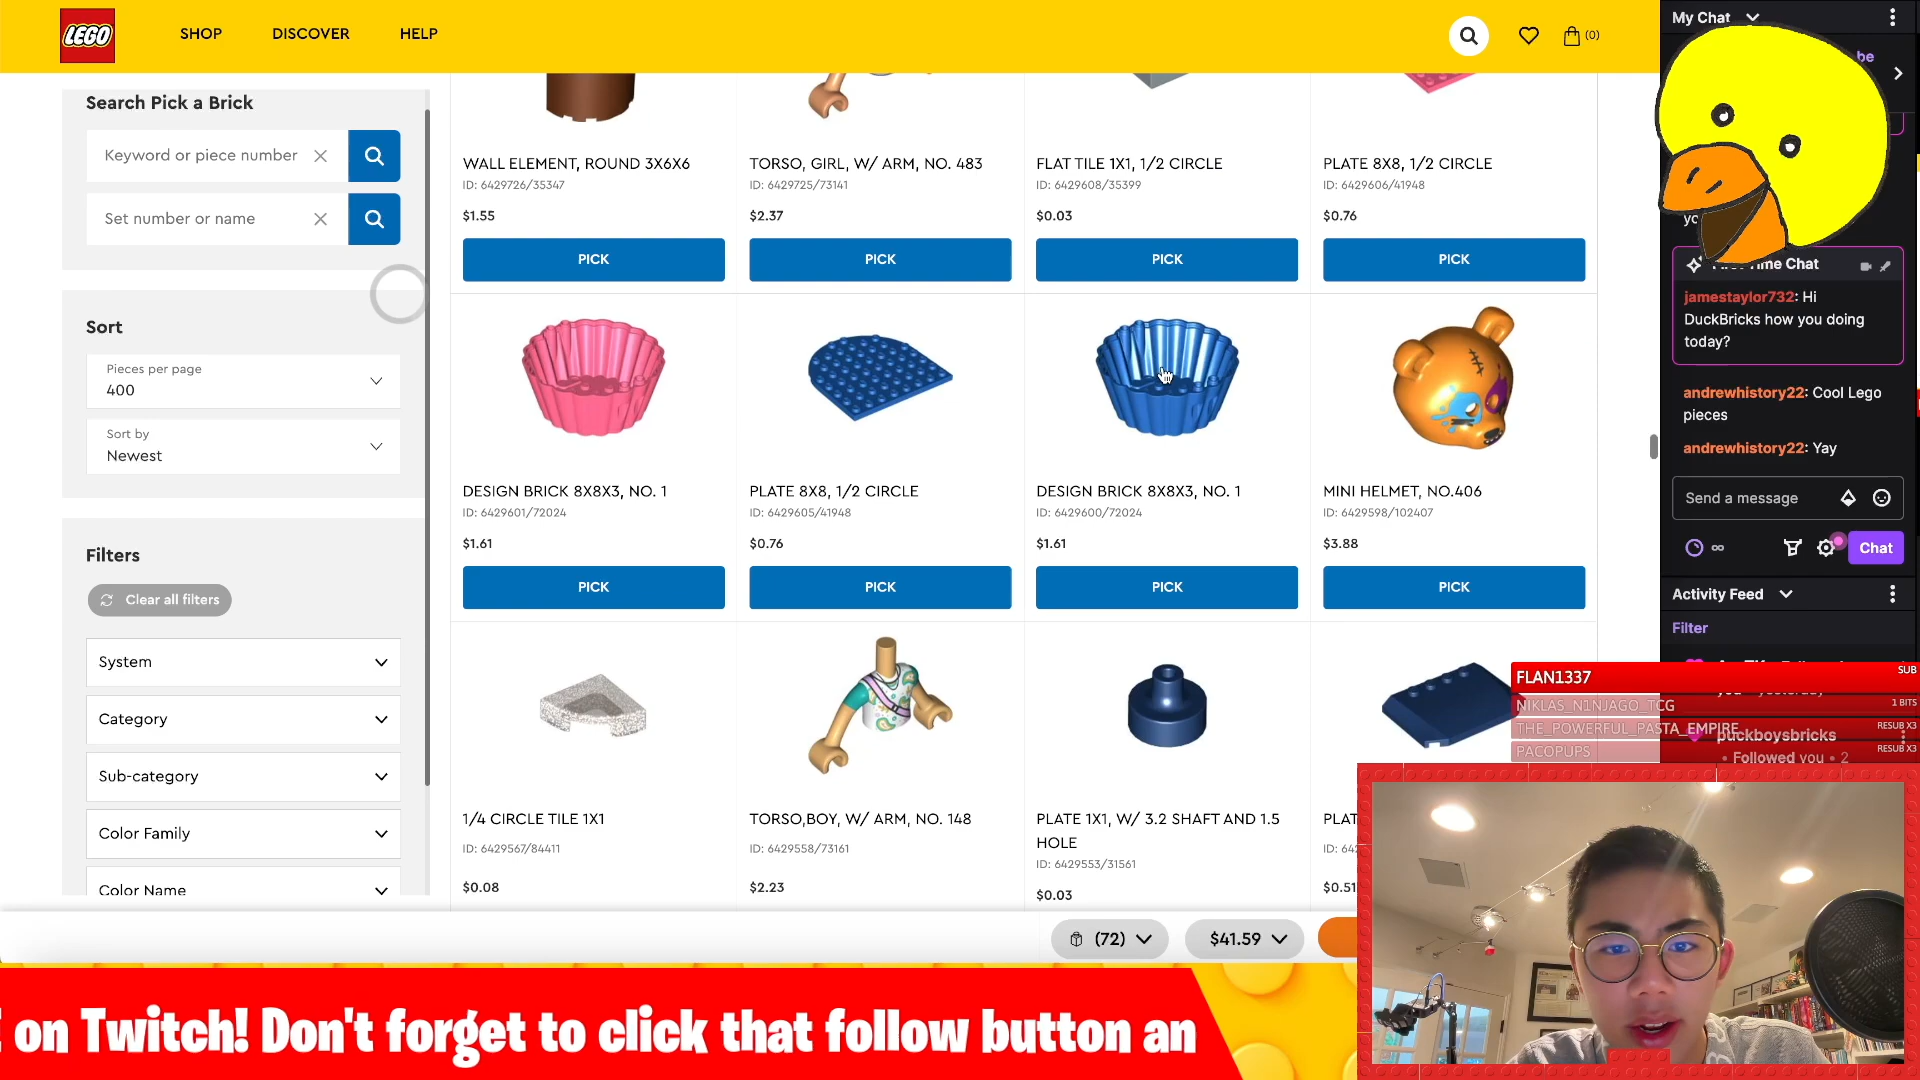 LEGO
SHOP
DISCOVER
HELP
(0)
My Chat
be
Search Pick a Brick
Keyword or piece number
Set number or name
Sort
Pieces per page
400
Sort by
Newest
Filters
Clear all filters
System
Category
Sub-category
Color Family
Color Name
WALL ELEMENT, ROUND 3X6X6
ID: 6429726/35347
$1.55
PICK
TORSO, GIRL, W/ ARM, NO. 483
ID: 6429725/73141
$2.37
PICK
FLAT TILE 1X1, 1/2 CIRCLE
ID: 6429608/35399
$0.03
PICK
PLATE 8X8, 1/2 CIRCLE
ID: 6429606/41948
$0.76
PICK
DESIGN BRICK 8X8X3, NO. 1
ID: 6429601/72024
$1.61
PICK
PLATE 8X8, 1/2 CIRCLE
ID: 6429605/41948
$0.76
PICK
DESIGN BRICK 8X8X3, NO. 1
ID: 6429600/72024
$1.61
PICK
MINI HELMET, NO.406
ID: 6429598/102407
$3.88
PICK
1/4 CIRCLE TILE 1X1
ID: 6429567/84411
$0.08
TORSO,BOY, W/ ARM, NO. 148
ID: 6429558/73161
$2.23
PLATE 1X1, W/ 3.2 SHAFT AND 1.5
HOLE
ID: 6429553/31561
$0.03
PLAT
ID: 642
$0.51
(72)
$41.59
Time Chat
jamestaylor732: Hi
DuckBricks how you doing
today?
andrewhistory22: Cool Lego
pieces
andrewhistory22: Yay
Send a message
Chat
Activity Feed
Filter
FLAN1337
SUB
NIKLAS_N1NJAGO_TCG
1 BITS
THE_POWERFUL_PASTA_EMPIRE
RESUB X3
PACOPUPS
RESUB X3
puckboysbricks
• Followed you • 2
on Twitch! Don't forget to click that follow button an